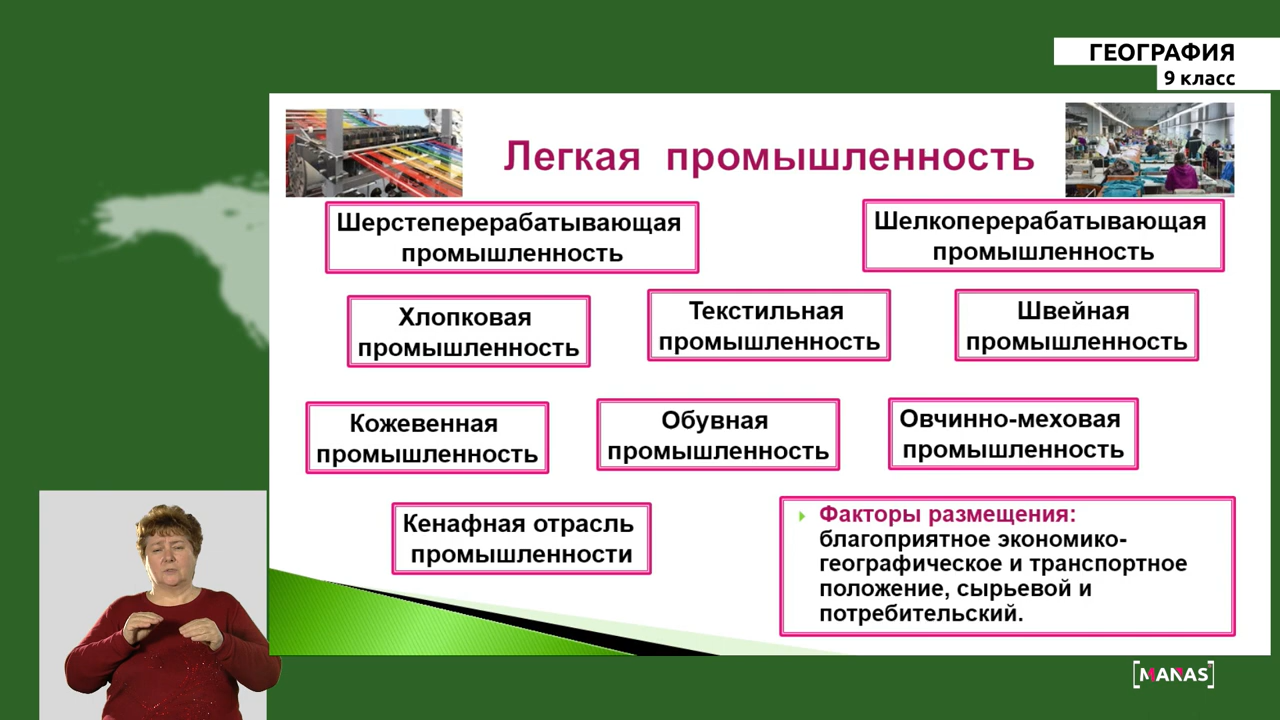 ГЕОГРАФИЯ
9 класс
Легкая промышленность
Шерстеперерабатывающая
промышленность
Шелкоперерабатывающая
промышленность
Хлопковая
промышленность
Текстильная
промышленность
Швейная
промышленность
Кожевенная
промышленность
Обувная
промышленность
Овчинно-меховая
промышленность
Кенафная отрасль
промышленности
Факторы размещения:
благоприятное экономико-
географическое и транспортное
положение, сырьевой и
потребительский.
[MANAS]